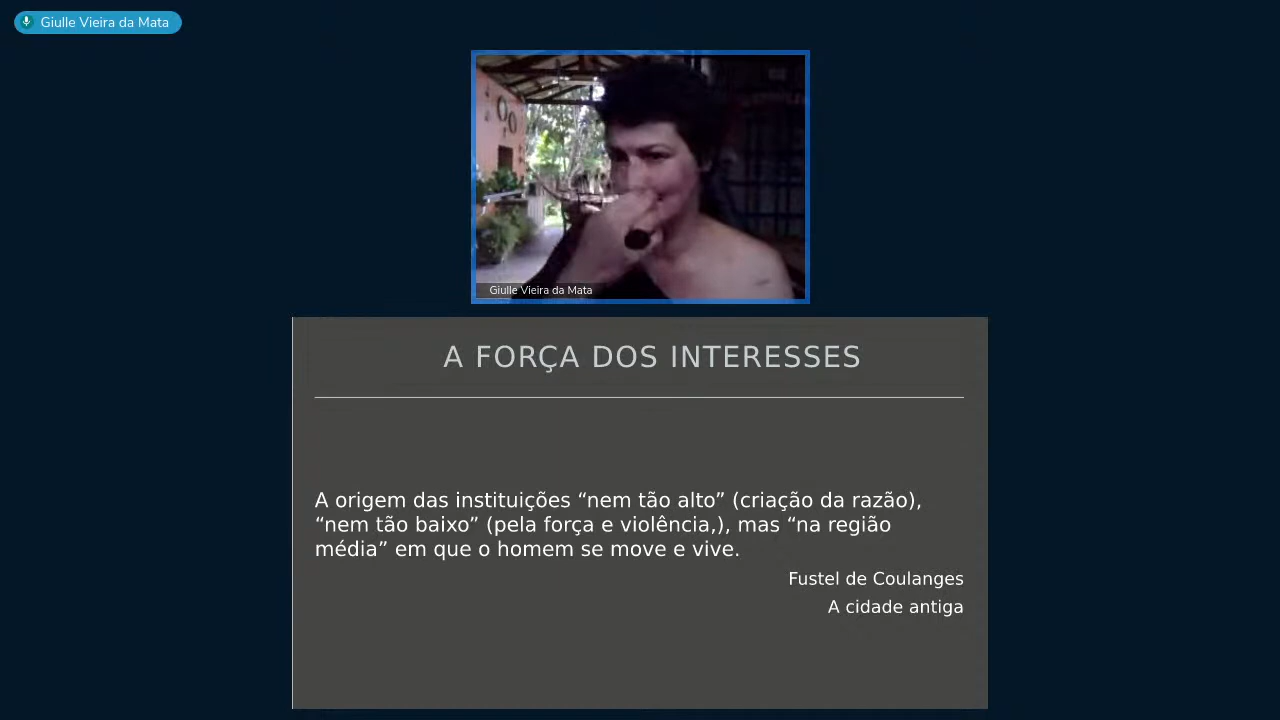 Giulle Vieira da Mata
Giulle Vieira da Mata
A FORÇA DOS INTERESSES
A origem das instituições “nem tão alto” (criação da razão),
“nem tão baixo” (pela força e violência,), mas “na região
média” em que o homem se move e vive.
Fustel de Coulanges
A cidade antiga